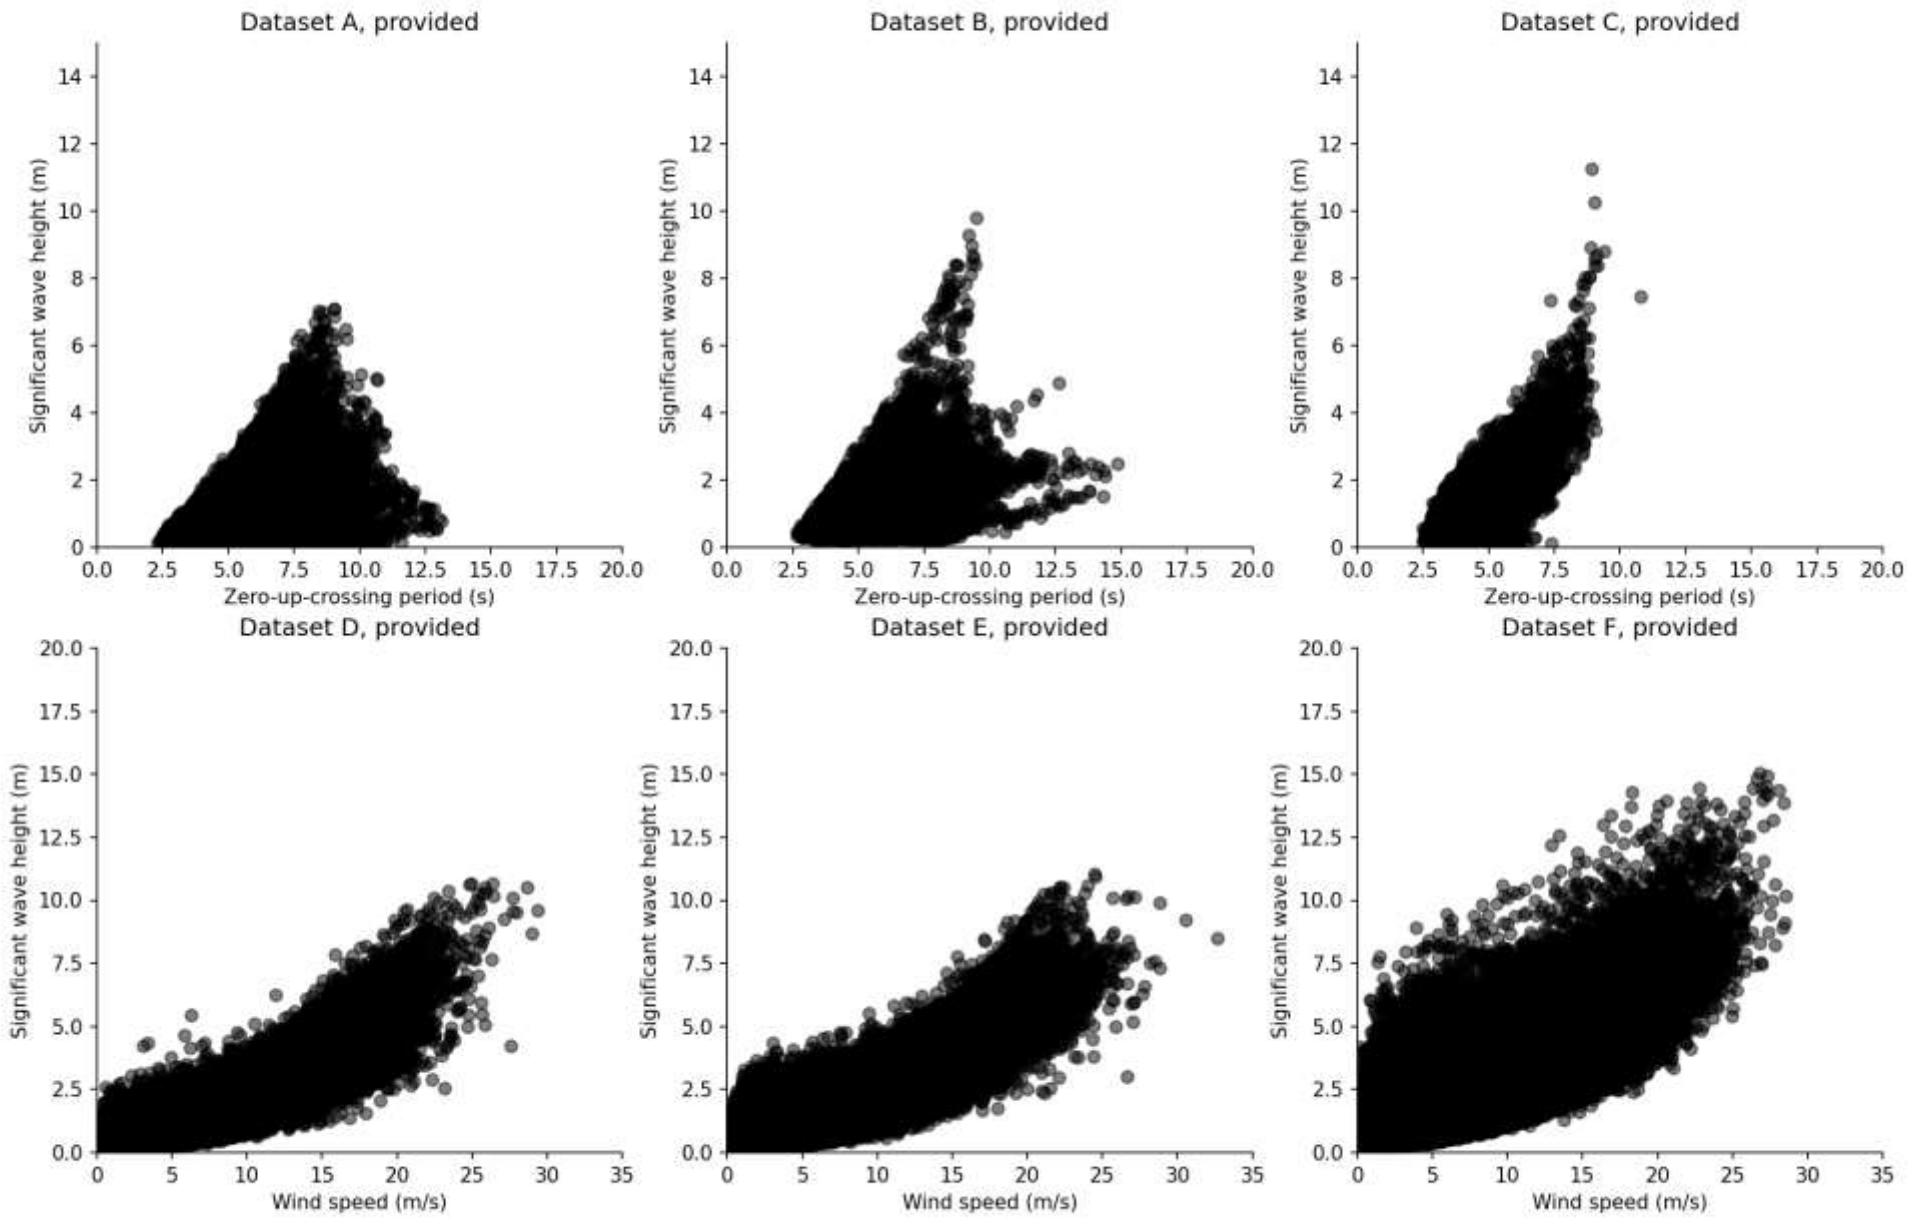 Dataset A, provided
Significant wave height (m)
14
12
10
8
6
4
2
0
0.0 2.5 5.0 7.5 10.0 12.5 15.0 17.5 20.0
Zero-up-crossing period (s)
Dataset B, provided
Significant wave height (m)
14
12
10
8
6
4
2
0
0.0 2.5 5.0 7.5 10.0 12.5 15.0 17.5 20.0
Zero-up-crossing period (s)
Dataset C, provided
Significant wave height (m)
14
12
10
8
6
4
2
0
0.0 2.5 5.0 7.5 10.0 12.5 15.0 17.5 20.0
Zero-up-crossing period (s)
Dataset D, provided
Significant wave height (m)
20.0
17.5
15.0
12.5
10.0
7.5
5.0
2.5
0.0
0 5 10 15 20 25 30 35
Wind speed (m/s)
Dataset E, provided
Significant wave height (m)
20.0
17.5
15.0
12.5
10.0
7.5
5.0
2.5
0.0
0 5 10 15 20 25 30 35
Wind speed (m/s)
Dataset F, provided
Significant wave height (m)
20.0
17.5
15.0
12.5
10.0
7.5
5.0
2.5
0.0
0 5 10 15 20 25 30 35
Wind speed (m/s)